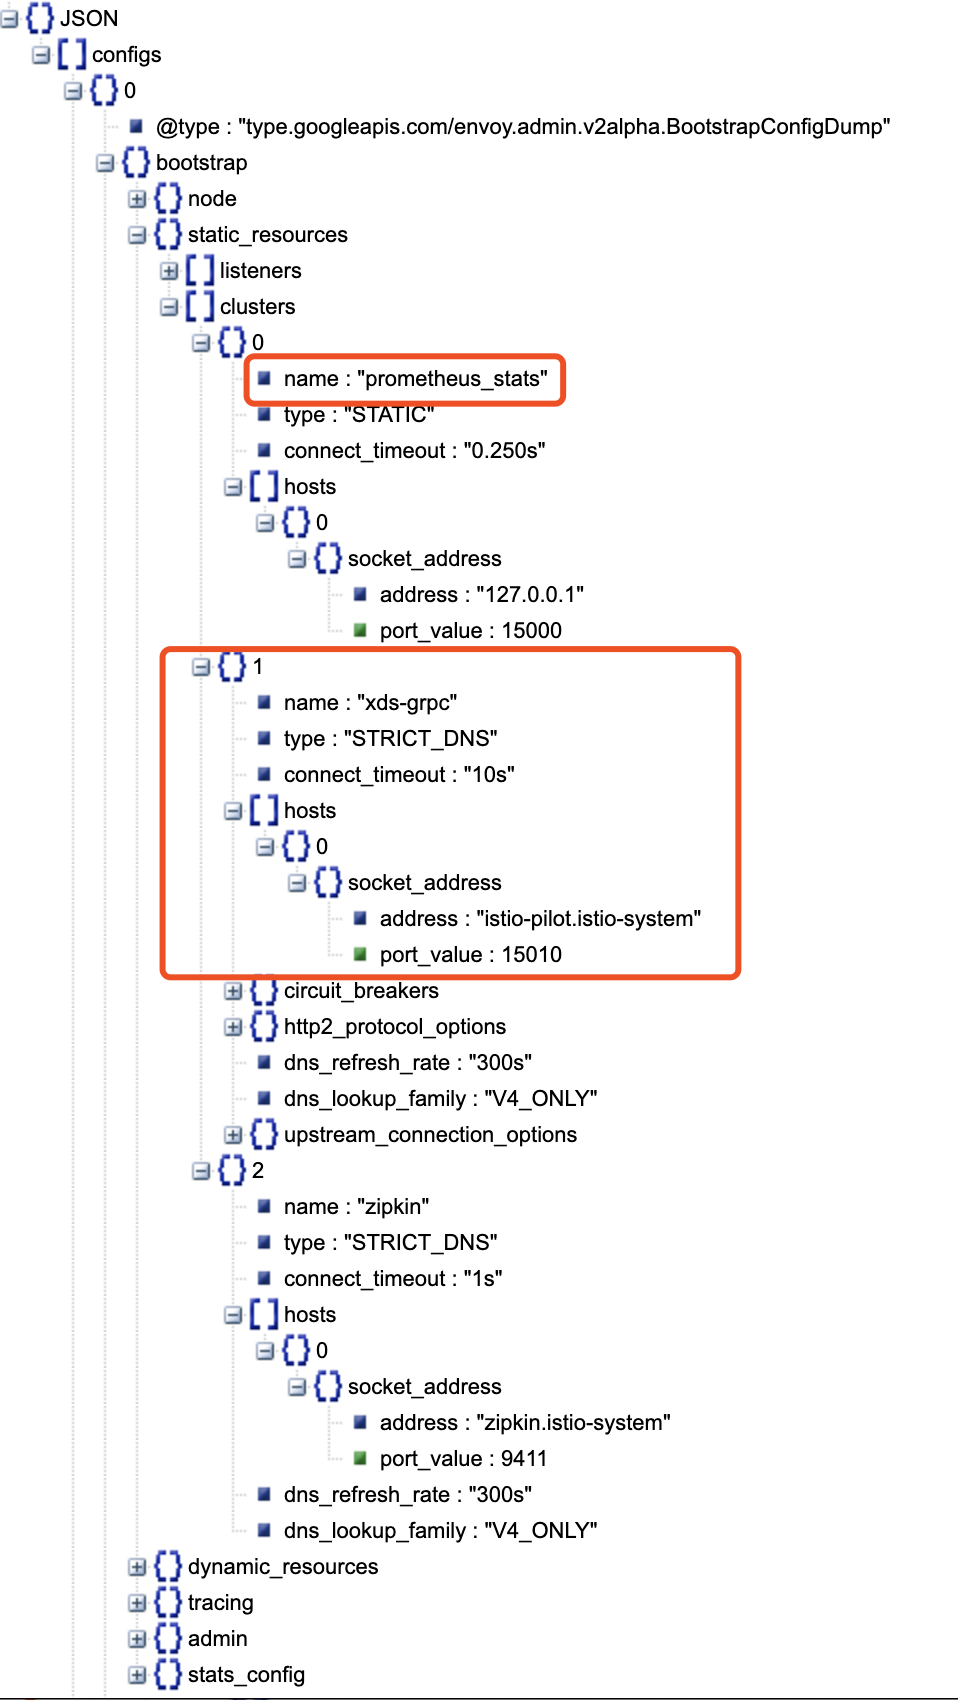 JSON
configs
0
@type : "type.googleapis.com/envoy.admin.v2alpha.BootstrapConfigDump"
bootstrap
node
static_resources
listeners
clusters
0
name : "prometheus_stats"
type : "STATIC"
connect_timeout : "0.250s"
hosts
0
socket_address
address : "127.0.0.1"
port_value : 15000
1
name : "xds-grpc"
type : "STRICT_DNS"
connect_timeout : "10s"
hosts
0
socket_address
address : "istio-pilot.istio-system"
port_value : 15010
circuit_breakers
http2_protocol_options
dns_refresh_rate : "300s"
dns_lookup_family : "V4_ONLY"
upstream_connection_options
2
name : "zipkin"
type : "STRICT_DNS"
connect_timeout : "1s"
hosts
0
socket_address
address : "zipkin.istio-system"
port_value : 9411
dns_refresh_rate : "300s"
dns_lookup_family : "V4_ONLY"
dynamic_resources
tracing
admin
stats_config